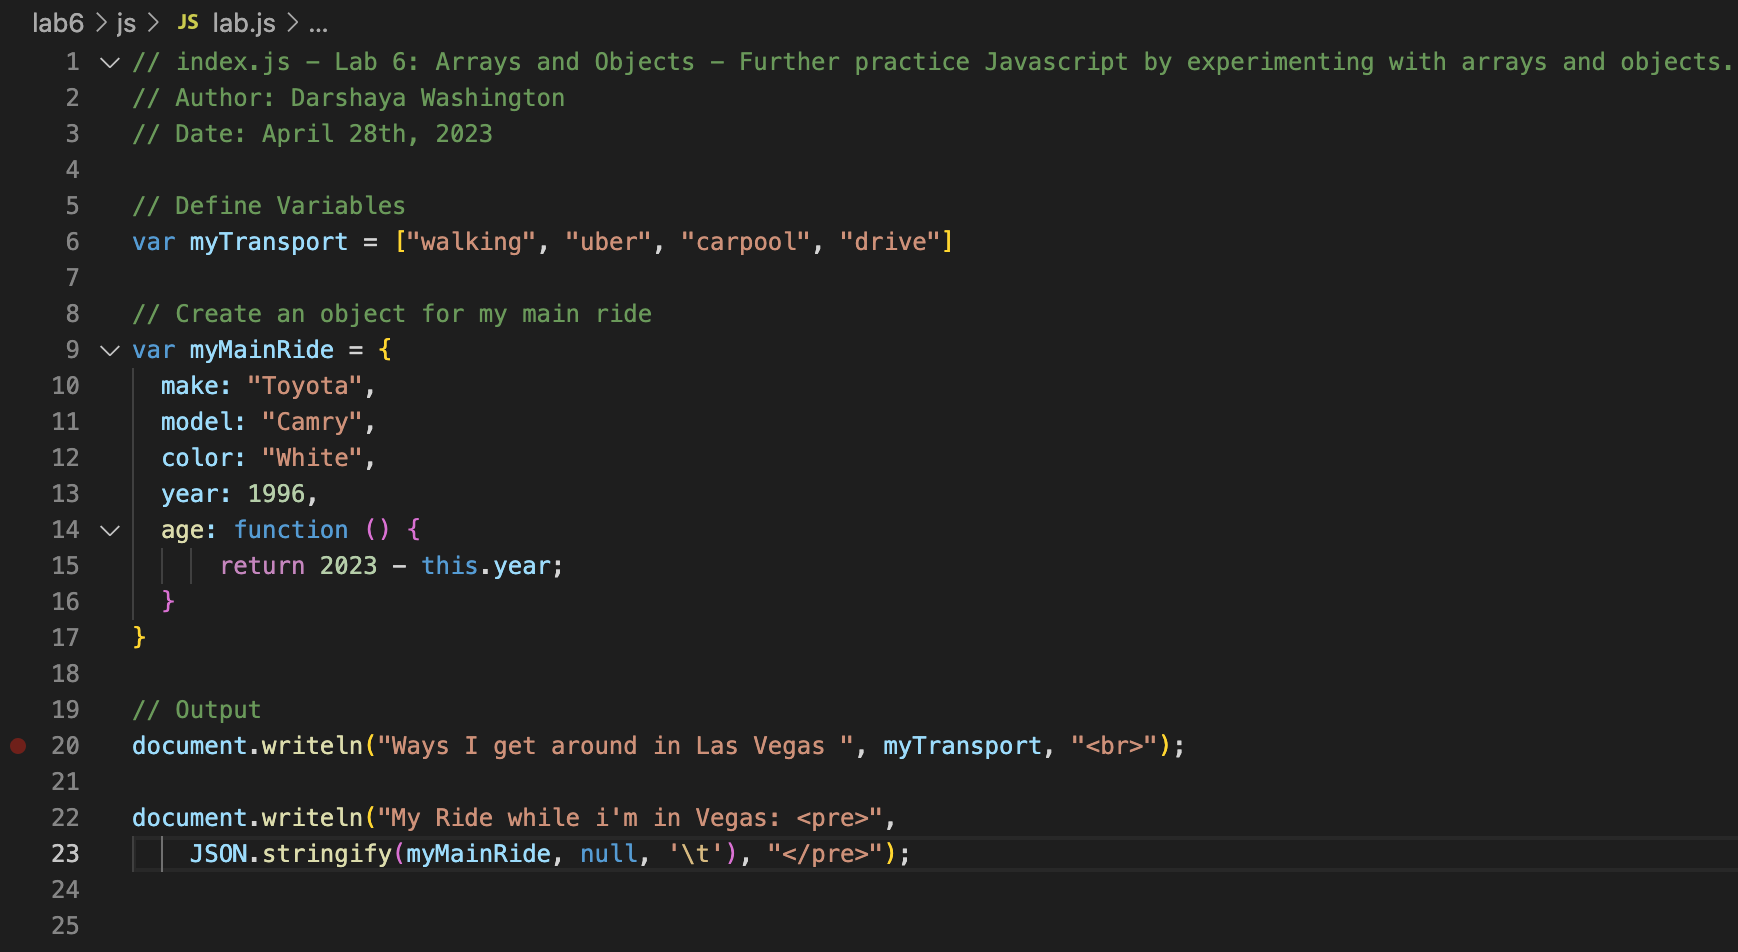 lab6 > js > JS lab.js > ...
1 // index.js – Lab 6: Arrays and Objects – Further practice Javascript by experimenting with arrays and objects.
2 // Author: Darshaya Washington
3 // Date: April 28th, 2023
4
5 // Define Variables
6 var myTransport = ["walking", "uber", "carpool", "drive"]
7
8 // Create an object for my main ride
9 var myMainRide = {
10   make: "Toyota",
11   model: "Camry",
12   color: "White",
13   year: 1996,
14   age: function () {
15       return 2023 - this.year;
16   }
17 }
18
19 // Output
20 document.writeln("Ways I get around in Las Vegas ", myTransport, "<br>");
21
22 document.writeln("My Ride while i'm in Vegas: <pre>",
23     JSON.stringify(myMainRide, null, '\t'), "</pre>");
24
25